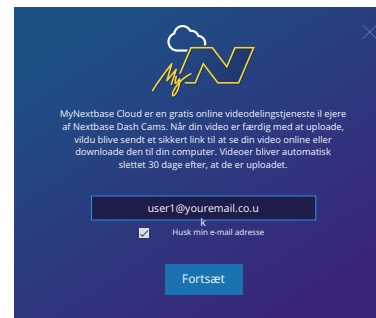 My N
MyNextbase Cloud er en gratis online videodelingstjeneste il ejere
af Nextbase Dash Cams. Når din video er færdig med at uploade,
vildu blive sendt et sikkert link til at se din video online eller
downloade den til din computer. Videoer bliver automatisk
slettet 30 dage efter, at de er uploadet.
user1@youremail.co.u
k
Husk min e-mail adresse
Fortsæt